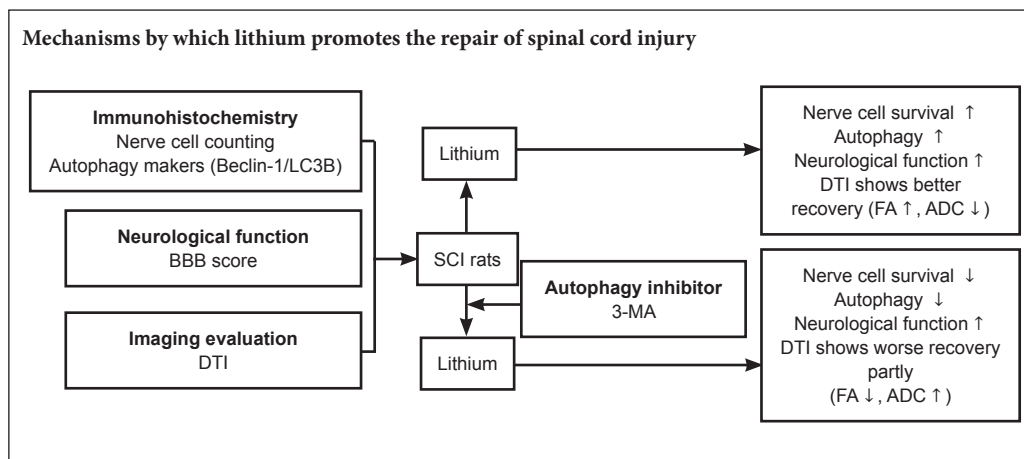 Mechanisms by which lithium promotes the repair of spinal cord injury
Immunohistochemistry
Nerve cell counting
Autophagy makers (Beclin-1/LC3B)
Neurological function
BBB score
Imaging evaluation
DTI
Lithium
SCI rats
Autophagy inhibitor
3-MA
Lithium
Nerve cell survival ↑
Autophagy ↑
Neurological function ↑
DTI shows better
recovery (FA ↑, ADC ↓)
Nerve cell survival ↓
Autophagy ↓
Neurological function ↑
DTI shows worse recovery
partly
(FA ↓, ADC ↑)